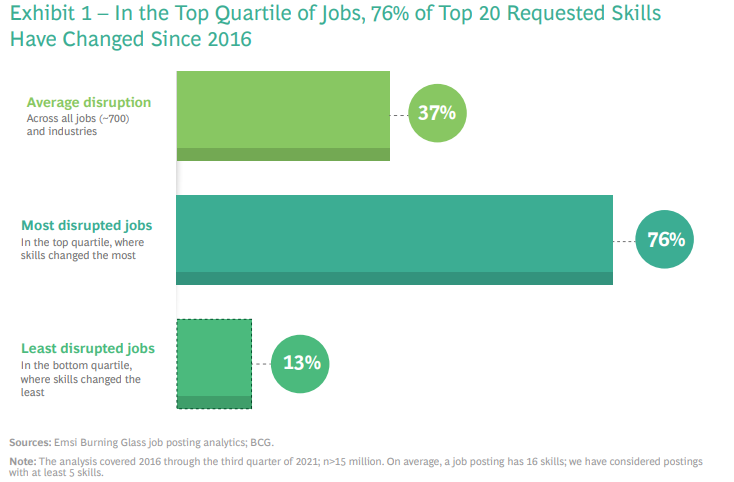 Exhibit 1 – In the Top Quartile of Jobs, 76% of Top 20 Requested Skills
Have Changed Since 2016
Average disruption
Across all jobs (~700)
and industries
37%
Most disrupted jobs
In the top quartile, where
skills changed the most
76%
Least disrupted jobs
In the bottom quartile,
where skills changed the
least
13%
Sources: Emsi Burning Glass job posting analytics; BCG.
Note: The analysis covered 2016 through the third quarter of 2021; n>15 million. On average, a job posting has 16 skills; we have considered postings
with at least 5 skills.